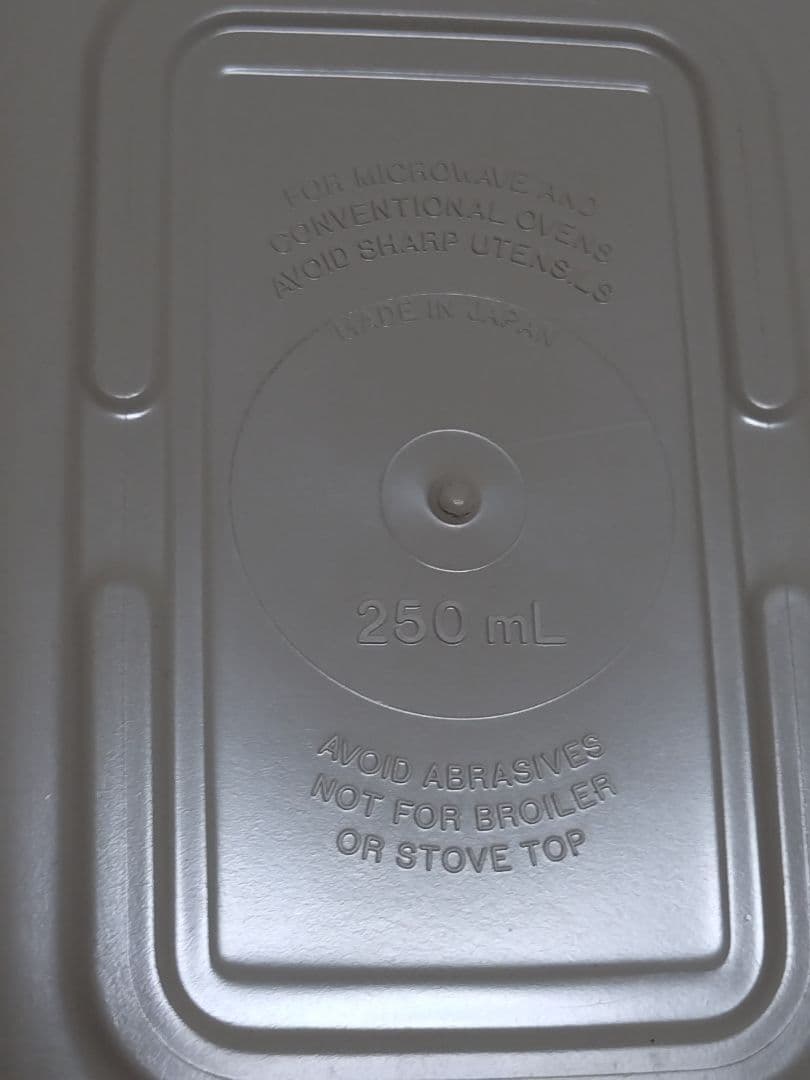 FOR MICROWAVE AND
CONVENTIONAL OVENS
AVOID SHARP UTENSILS
MADE IN JAPAN
250 mL
AVOID ABRASIVES
NOT FOR BROILER
OR STOVE TOP